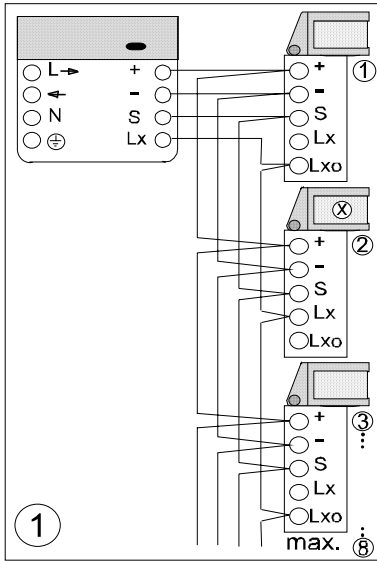 L→ +
← -
N S
⏚ Lx
+ ①
-
S
Lx
Lxo
ⓧ
+ ②
-
S
Lx
Lxo
+ ③
-
S
Lx
Lxo
max. ⑧
①